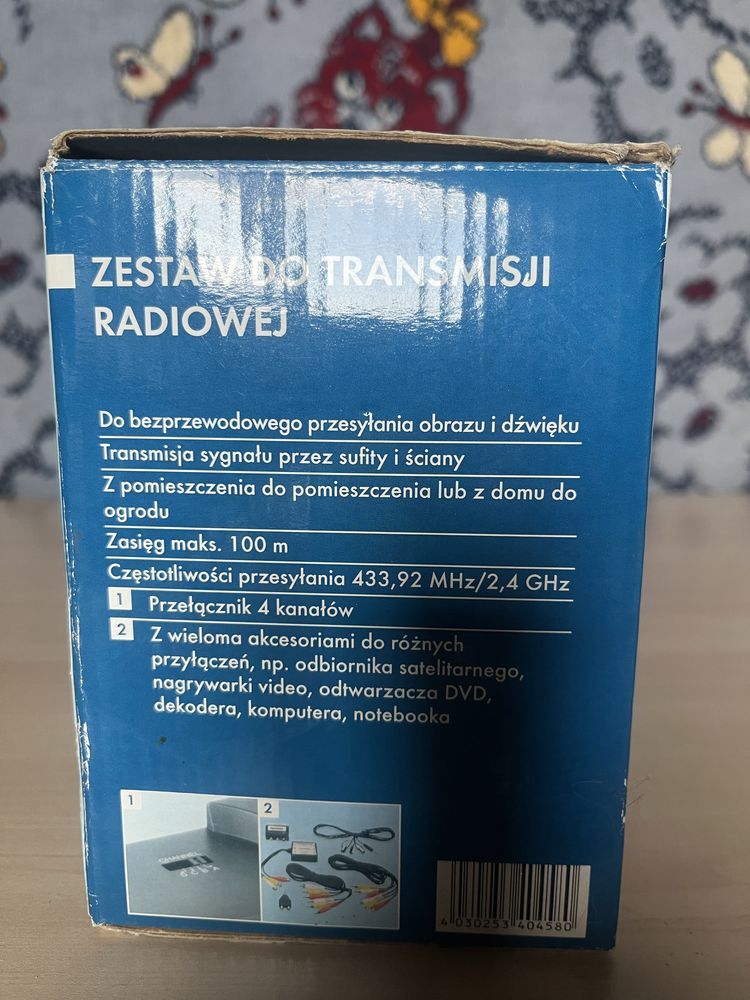 ZESTAW DO TRANSMISJI
RADIOWEJ
Do bezprzewodowego przesyłania obrazu i dźwięku
Transmisja sygnału przez sufity i ściany
Z pomieszczenia do pomieszczenia lub z domu do
ogrodu
Zasięg maks. 100 m
Częstotliwości przesyłania 433,92 MHz/2,4 GHz
1 Przełącznik 4 kanałów
2 Z wieloma akcesoriami do różnych
przyłączeń, np. odbiornika satelitarnego,
nagrywarki video, odtwarzacza DVD,
dekodera, komputera, notebooka
1
2
4 030253 404580